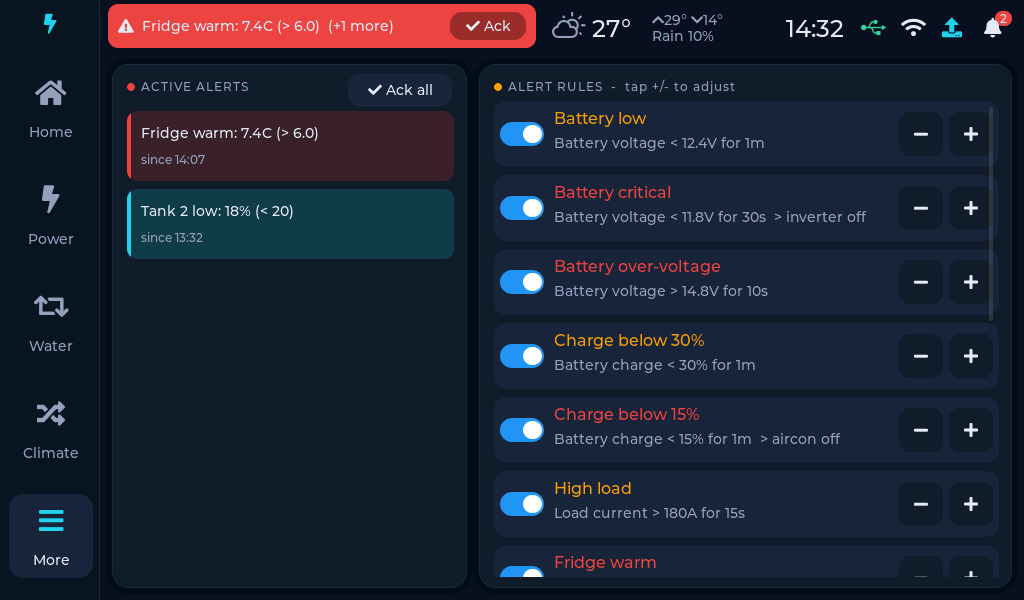 Fridge warm: 7.4C (> 6.0)  (+1 more)
Ack
27°
29° 14°
Rain 10%
14:32
2
Home
Power
Water
Climate
More
ACTIVE ALERTS
Ack all
Fridge warm: 7.4C (> 6.0)
since 14:07
Tank 2 low: 18% (< 20)
since 13:32
ALERT RULES  -  tap +/- to adjust
Battery low
Battery voltage < 12.4V for 1m
Battery critical
Battery voltage < 11.8V for 30s  > inverter off
Battery over-voltage
Battery voltage > 14.8V for 10s
Charge below 30%
Battery charge < 30% for 1m
Charge below 15%
Battery charge < 15% for 1m  > aircon off
High load
Load current > 180A for 15s
Fridge warm